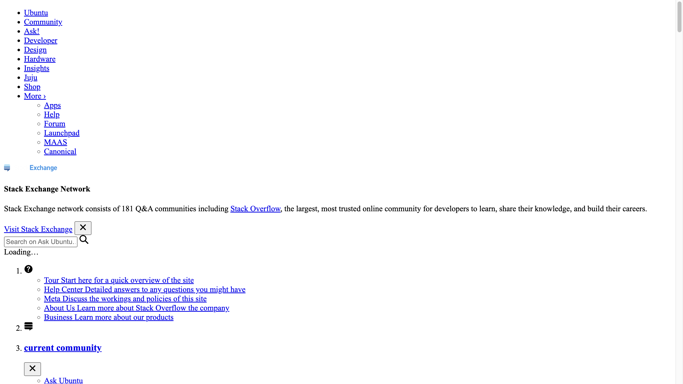 Ubuntu
Community
Ask!
Developer
Design
Hardware
Insights
Juju
Shop
More ›
Apps
Help
Forum
Launchpad
MAAS
Canonical
Exchange
Stack Exchange Network
Stack Exchange network consists of 181 Q&A communities including Stack Overflow, the largest, most trusted online community for developers to learn, share their knowledge, and build their careers.
Visit Stack Exchange
Search on Ask Ubuntu…
Loading…
1.
Tour Start here for a quick overview of the site
Help Center Detailed answers to any questions you might have
Meta Discuss the workings and policies of this site
About Us Learn more about Stack Overflow the company
Business Learn more about our products
2.
3. current community
Ask Ubuntu